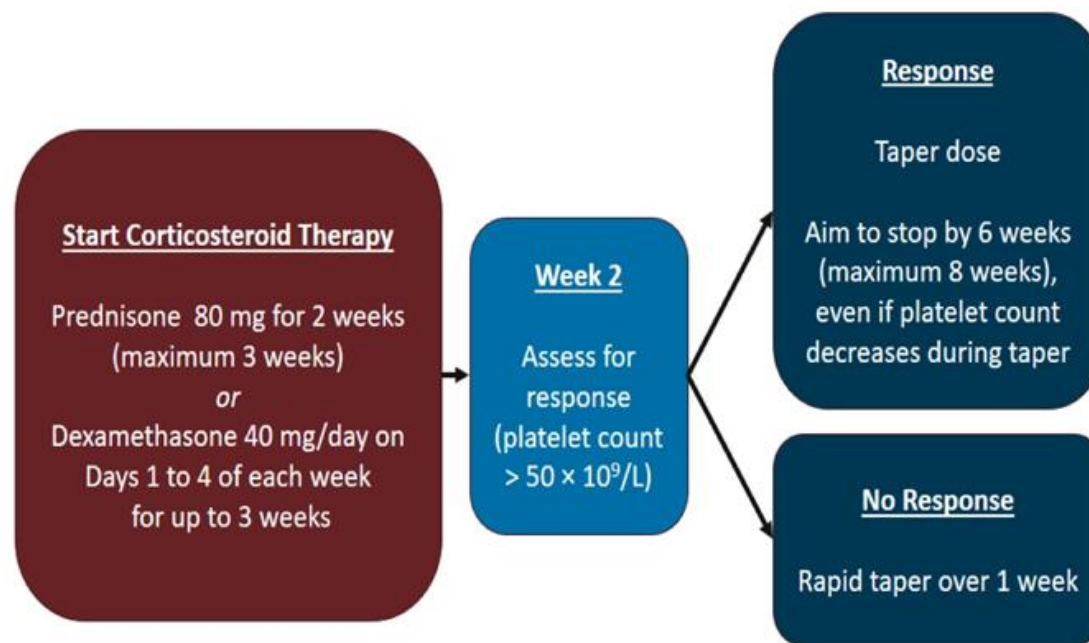 Start Corticosteroid Therapy
Prednisone 80 mg for 2 weeks
(maximum 3 weeks)
or
Dexamethasone 40 mg/day on
Days 1 to 4 of each week
for up to 3 weeks
Week 2
Assess for
response
(platelet count
> 50 × 10⁹/L)
Response
Taper dose
Aim to stop by 6 weeks
(maximum 8 weeks),
even if platelet count
decreases during taper
No Response
Rapid taper over 1 week